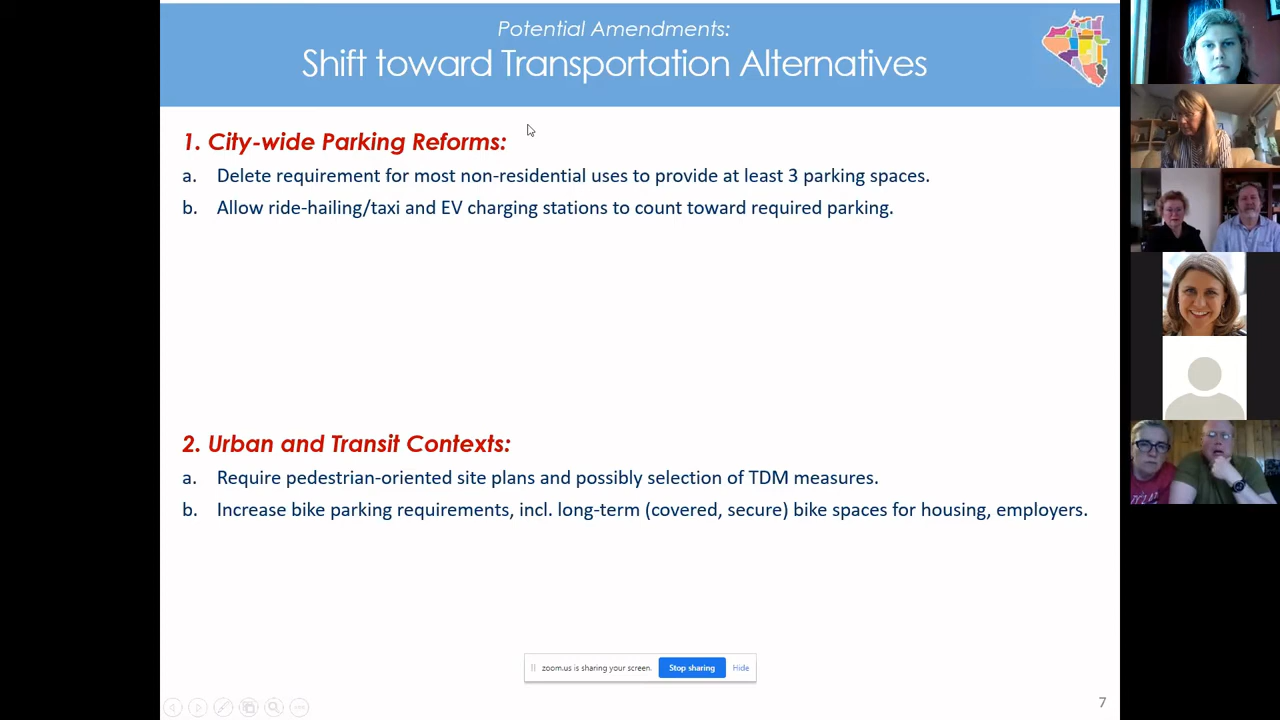 Potential Amendments:
Shift toward Transportation Alternatives
1. City-wide Parking Reforms:
a. Delete requirement for most non-residential uses to provide at least 3 parking spaces.
b. Allow ride-hailing/taxi and EV charging stations to count toward required parking.
2. Urban and Transit Contexts:
a. Require pedestrian-oriented site plans and possibly selection of TDM measures.
b. Increase bike parking requirements, incl. long-term (covered, secure) bike spaces for housing, employers.
zoom.us is sharing your screen. Stop sharing Hide
7